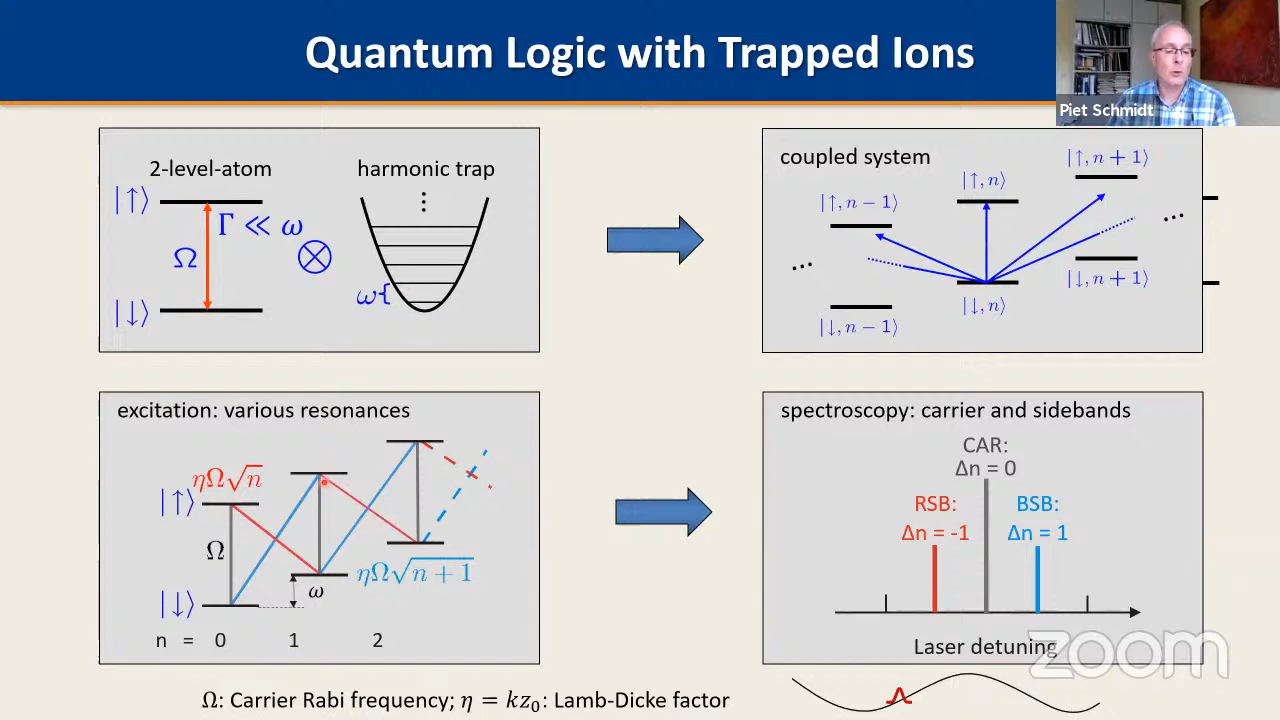 Quantum Logic with Trapped Ions
Piet Schmidt
2-level-atom
harmonic trap
|↑⟩
Γ ≪ ω
Ω
⊗
ω{
|↓⟩
⋮
coupled system
|↑, n − 1⟩
|↑, n⟩
|↑, n + 1⟩
...
...
|↓, n − 1⟩
|↓, n⟩
|↓, n + 1⟩
excitation: various resonances
ηΩ√n
|↑⟩
Ω
ηΩ√n + 1
ω
|↓⟩
n = 0 1 2
spectroscopy: carrier and sidebands
CAR:
Δn = 0
RSB:
Δn = -1
BSB:
Δn = 1
Laser detuning
zoom
Ω: Carrier Rabi frequency; η = kz₀: Lamb-Dicke factor